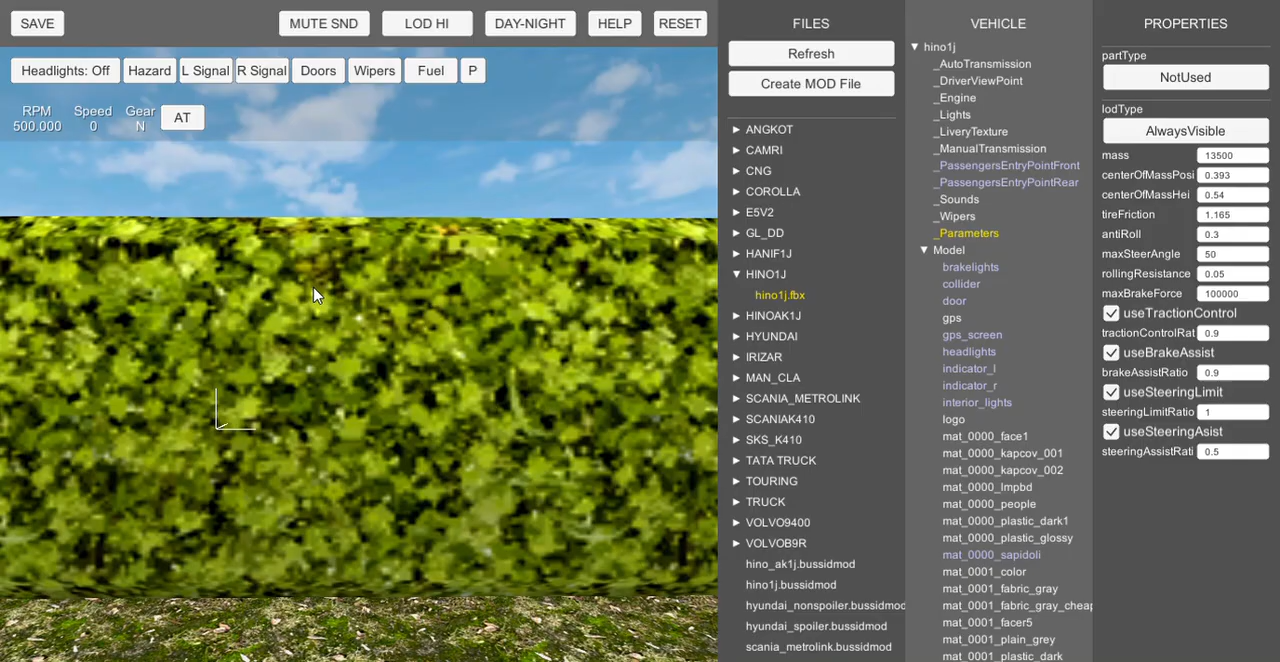 SAVE
MUTE SND
LOD HI
DAY-NIGHT
HELP
RESET
Headlights: Off
Hazard
L Signal
R Signal
Doors
Wipers
Fuel
P
RPM
500.000
Speed
0
Gear
N
AT
FILES
Refresh
Create MOD File
ANGKOT
CAMRI
CNG
COROLLA
E5V2
GL_DD
HANIF1J
HINO1J
hino1j.fbx
HINOAK1J
HYUNDAI
IRIZAR
MAN_CLA
SCANIA_METROLINK
SCANIAK410
SKS_K410
TATA TRUCK
TOURING
TRUCK
VOLVO9400
VOLVOB9R
hino_ak1j.bussidmod
hino1j.bussidmod
hyundai_nonspoiler.bussidmod
hyundai_spoiler.bussidmod
scania_metrolink.bussidmod
VEHICLE
hino1j
_AutoTransmission
_DriverViewPoint
_Engine
_Lights
_LiveryTexture
_ManualTransmission
_PassengersEntryPointFront
_PassengersEntryPointRear
_Sounds
_Wipers
_Parameters
Model
brakelights
collider
door
gps
gps_screen
headlights
indicator_l
indicator_r
interior_lights
logo
mat_0000_face1
mat_0000_kapcov_001
mat_0000_kapcov_002
mat_0000_lmpbd
mat_0000_people
mat_0000_plastic_dark1
mat_0000_plastic_glossy
mat_0000_sapidoli
mat_0001_color
mat_0001_fabric_gray
mat_0001_fabric_gray_cheap
mat_0001_facer5
mat_0001_plain_grey
mat_0001_plastic_dark
PROPERTIES
partType
NotUsed
lodType
AlwaysVisible
mass 13500
centerOfMassPosi 0.393
centerOfMassHei 0.54
tireFriction 1.165
antiRoll 0.3
maxSteerAngle 50
rollingResistance 0.05
maxBrakeForce 100000
useTractionControl
tractionControlRat 0.9
useBrakeAssist
brakeAssistRatio 0.9
useSteeringLimit
steeringLimitRatio 1
useSteeringAsist
steeringAssistRati 0.5